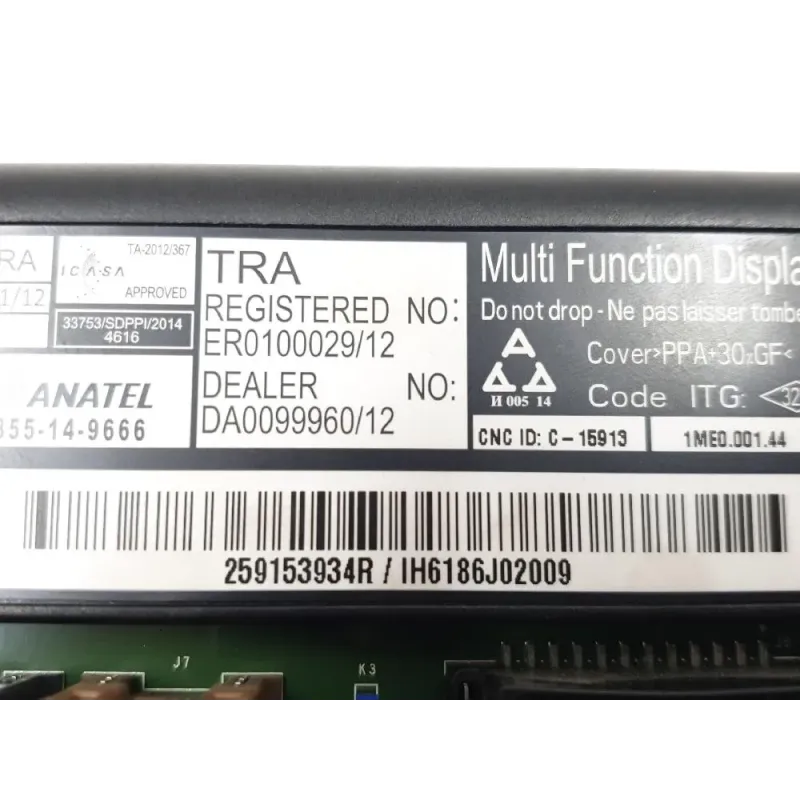 RA
1/12
TA-2012/367
ICASA
APPROVED
33753/SDPPI/2014
4616
ANATEL
355-14-9666
TRA
REGISTERED NO:
ER0100029/12
DEALER NO:
DA0099960/12
Multi Function Displa
Do not drop - Ne pas laisser tombe
Cover>PPA+30%GF<
Code ITG: 32
И 005 14
CNC ID: C-15913
1ME0.001.44
259153934R / IH6186J02009
J7
K3